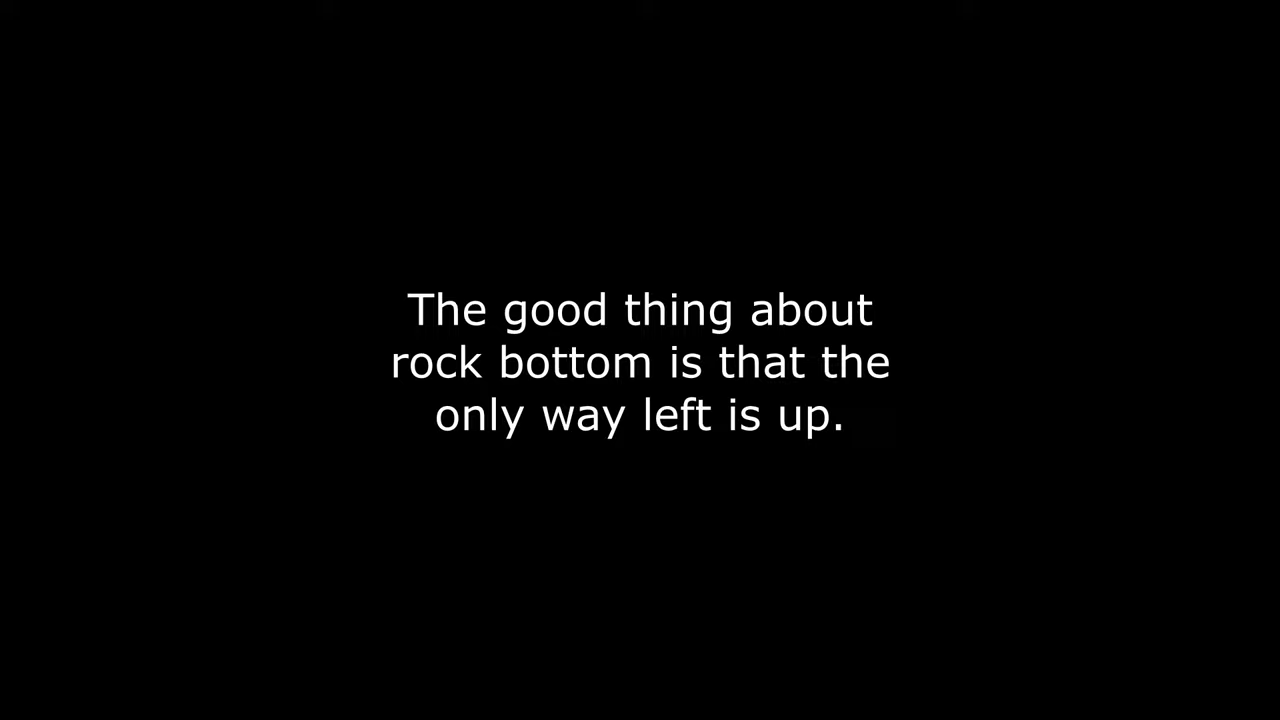 The good thing about
rock bottom is that the
only way left is up.